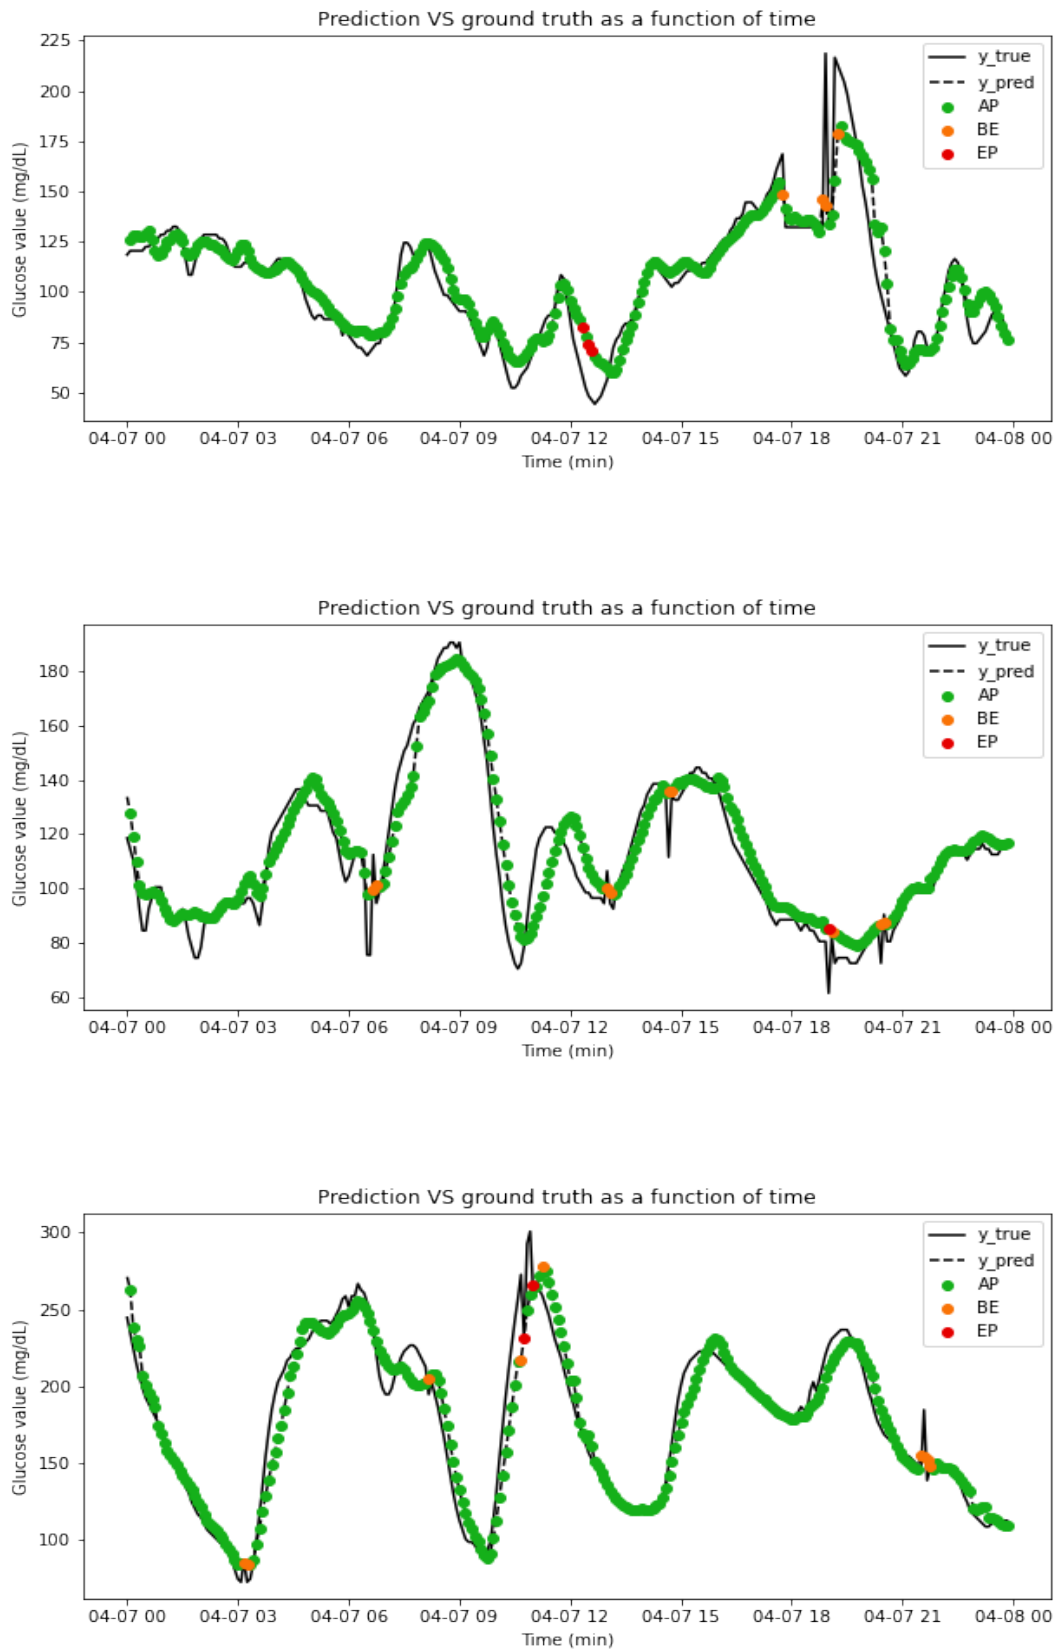 Prediction VS ground truth as a function of time
225
200
175
150
125
100
75
50
Glucose value (mg/dL)
y_true
y_pred
AP
BE
EP
04-07 00 04-07 03 04-07 06 04-07 09 04-07 12 04-07 15 04-07 18 04-07 21 04-08 00
Time (min)
Prediction VS ground truth as a function of time
180
160
140
120
100
80
60
Glucose value (mg/dL)
y_true
y_pred
AP
BE
EP
04-07 00 04-07 03 04-07 06 04-07 09 04-07 12 04-07 15 04-07 18 04-07 21 04-08 00
Time (min)
Prediction VS ground truth as a function of time
300
250
200
150
100
Glucose value (mg/dL)
y_true
y_pred
AP
BE
EP
04-07 00 04-07 03 04-07 06 04-07 09 04-07 12 04-07 15 04-07 18 04-07 21 04-08 00
Time (min)